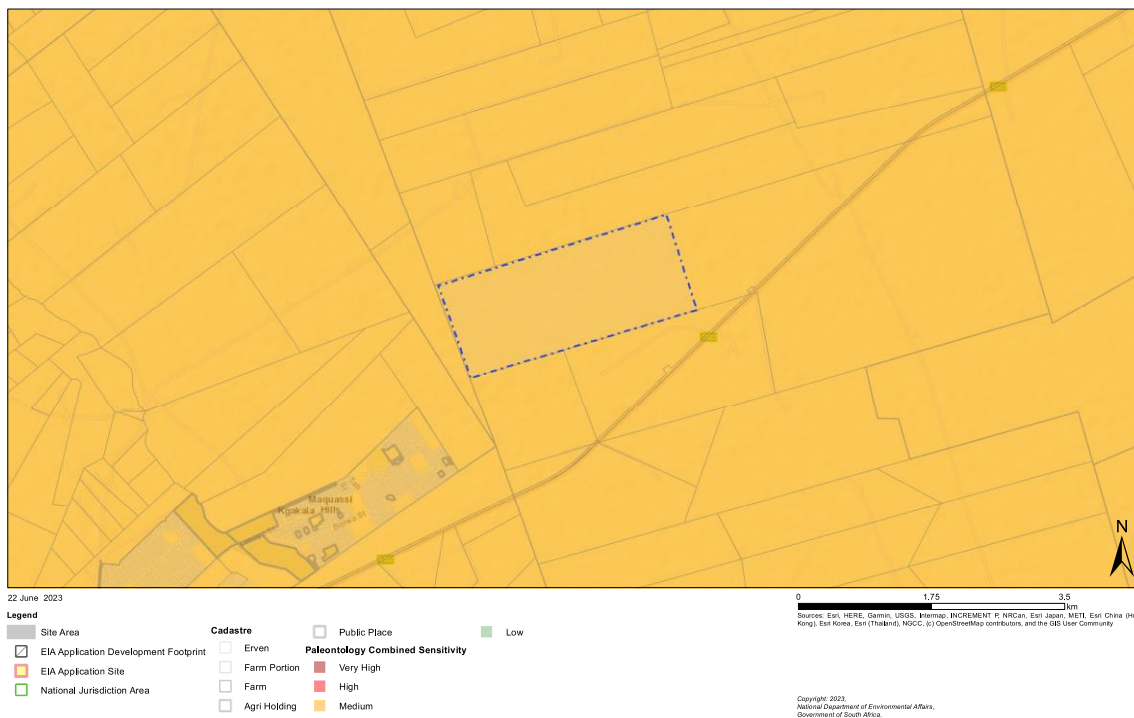 Maquassi
Kgakala Hills
N
22 June 2023
0 1.75 3.5
km
Legend
Site Area
EIA Application Development Footprint
EIA Application Site
National Jurisdiction Area
Cadastre
Erven
Farm Portion
Farm
Agri Holding
Public Place
Paleontology Combined Sensitivity
Very High
High
Medium
Low
Sources: Esri, HERE, Garmin, USGS, Intermap, INCREMENT P, NRCan, Esri Japan, METI, Esri China (H
Kong), Esri Korea, Esri (Thailand), NGCC, (c) OpenStreetMap contributors, and the GIS User Community
Copyright: 2023,
National Department of Environmental Affairs,
Government of South Africa.